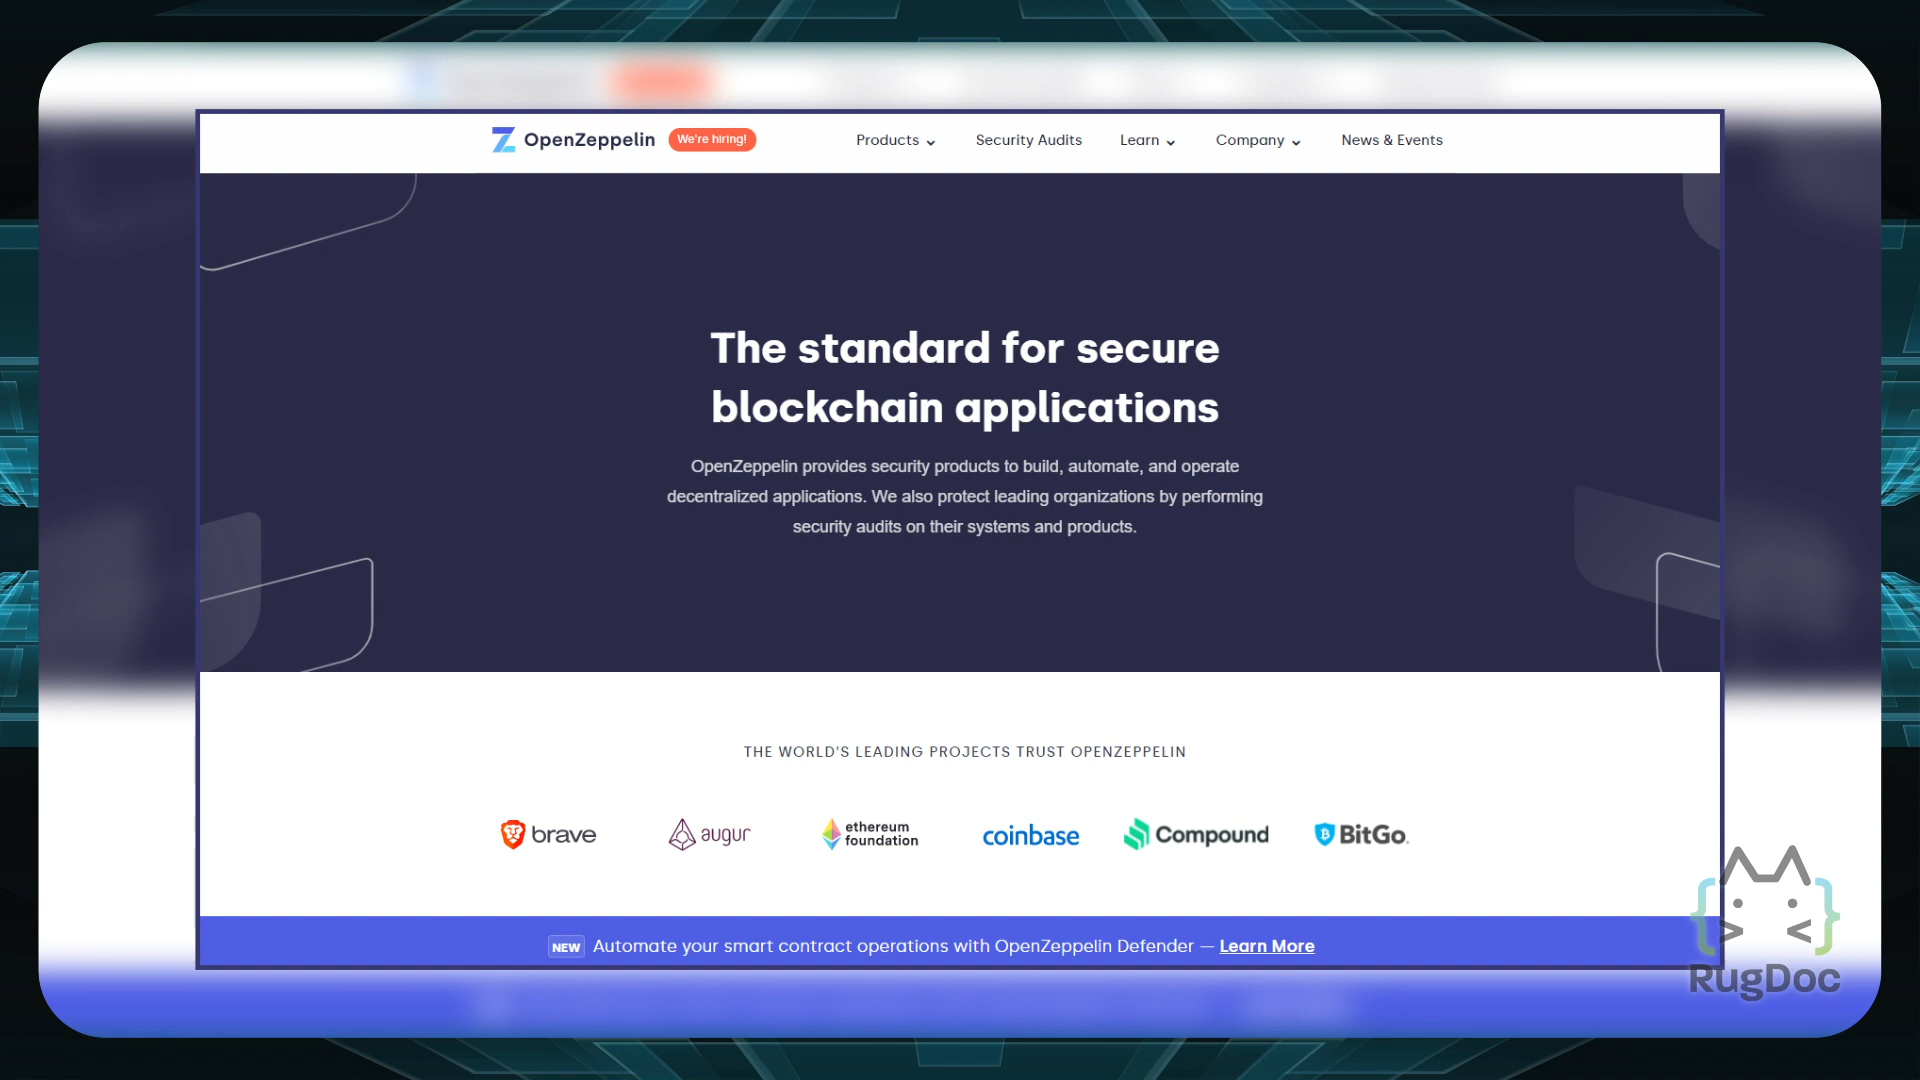 OpenZeppelin We're hiring! Products Security Audits Learn Company News & Events
The standard for secure
blockchain applications
OpenZeppelin provides security products to build, automate, and operate
decentralized applications. We also protect leading organizations by performing
security audits on their systems and products.
THE WORLD'S LEADING PROJECTS TRUST OPENZEPPELIN
brave augur ethereum foundation coinbase Compound BitGo.
NEW Automate your smart contract operations with OpenZeppelin Defender — Learn More
RugDoc